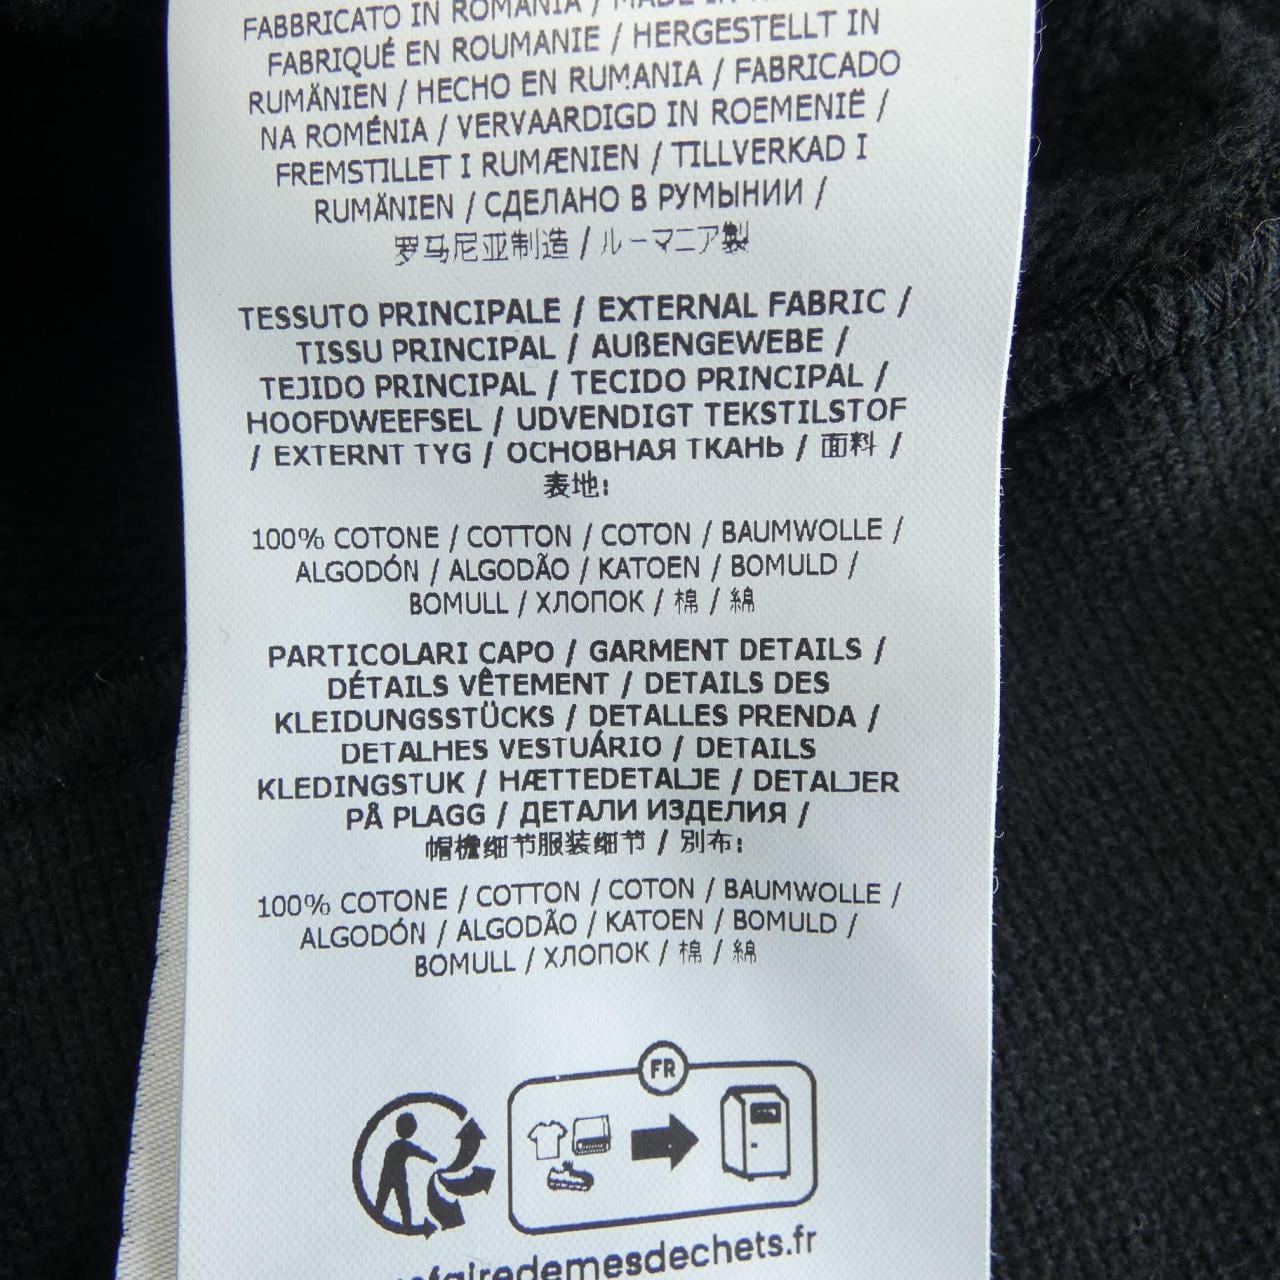 FABBRICATO IN ROMANIA / MADE IN
FABRIQUÉ EN ROUMANIE / HERGESTELLT IN
RUMÄNIEN / HECHO EN RUMANIA / FABRICADO
NA ROMÉNIA / VERVAARDIGD IN ROEMENIË /
FREMSTILLET I RUMÆNIEN / TILLVERKAD I
RUMÄNIEN / СДЕЛАНО В РУМЫНИИ /
罗马尼亚制造 / ルーマニア製
TESSUTO PRINCIPALE / EXTERNAL FABRIC /
TISSU PRINCIPAL / AUßENGEWEBE /
TEJIDO PRINCIPAL / TECIDO PRINCIPAL /
HOOFDWEEFSEL / UDVENDIGT TEKSTILSTOF
/ EXTERNT TYG / ОСНОВНАЯ ТКАНЬ / 面料 /
表地:
100% COTONE / COTTON / COTON / BAUMWOLLE /
ALGODÓN / ALGODÃO / KATOEN / BOMULD /
BOMULL / ХЛОПОК / 棉 / 綿
PARTICOLARI CAPO / GARMENT DETAILS /
DÉTAILS VÊTEMENT / DETAILS DES
KLEIDUNGSSTÜCKS / DETALLES PRENDA /
DETALHES VESTUÁRIO / DETAILS
KLEDINGSTUK / HÆTTEDETALJE / DETALJER
PÅ PLAGG / ДЕТАЛИ ИЗДЕЛИЯ /
帽檐细节服装细节 / 別布:
100% COTONE / COTTON / COTON / BAUMWOLLE /
ALGODÓN / ALGODÃO / KATOEN / BOMULD /
BOMULL / ХЛОПОК / 棉 / 綿
FR